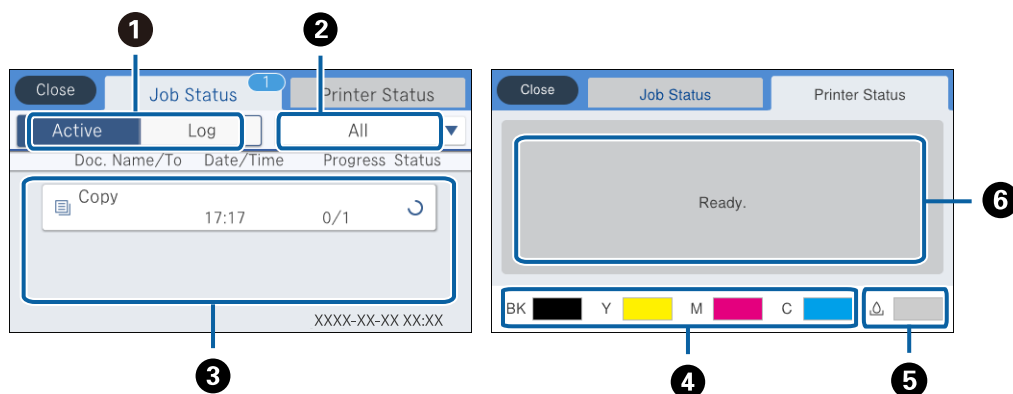 1 2
Close Job Status 1 Printer Status
Active Log All
Doc. Name/To Date/Time Progress Status
Copy
17:17 0/1
XXXX-XX-XX XX:XX
3
Close Job Status Printer Status
Ready.
6
BK Y M C
4 5